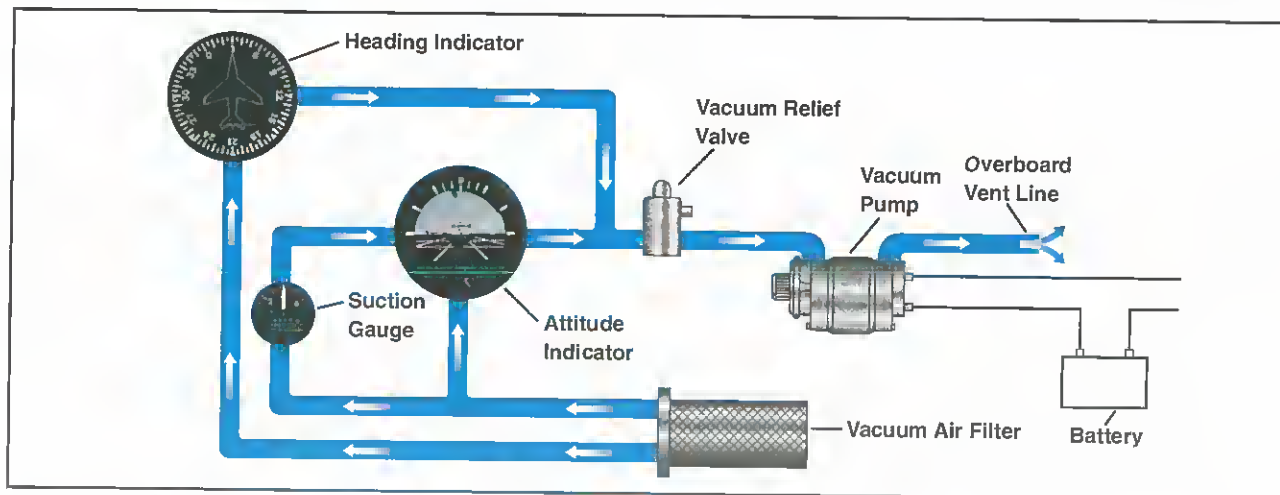 Heading Indicator
Vacuum Relief
Valve
Overboard
Vent Line
Vacuum
Pump
Suction
Gauge
Attitude
Indicator
Vacuum Air Filter
Battery